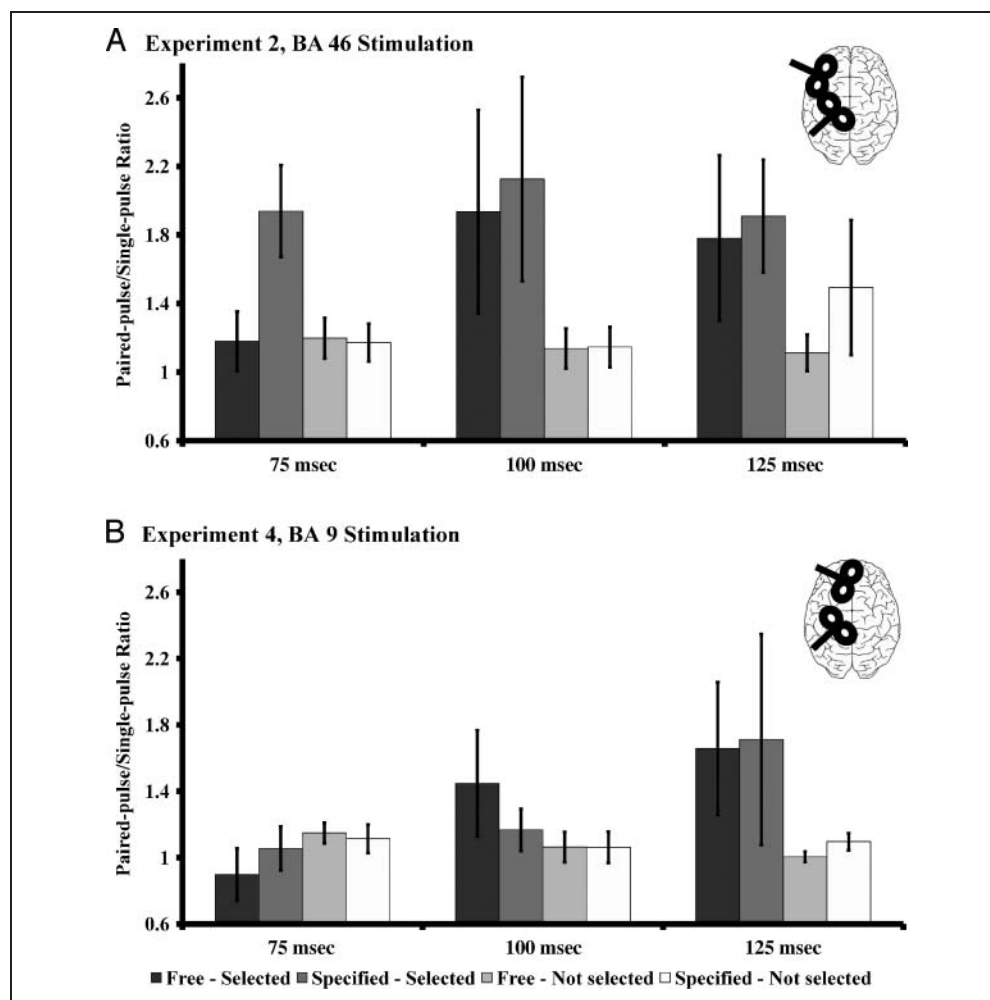 A Experiment 2, BA 46 Stimulation
Paired-pulse/Single-pulse Ratio
2.6
2.2
1.8
1.4
1
0.6
75 msec 100 msec 125 msec
B Experiment 4, BA 9 Stimulation
Paired-pulse/Single-pulse Ratio
2.6
2.2
1.8
1.4
1
0.6
75 msec 100 msec 125 msec
Free - Selected Specified - Selected Free - Not selected Specified - Not selected